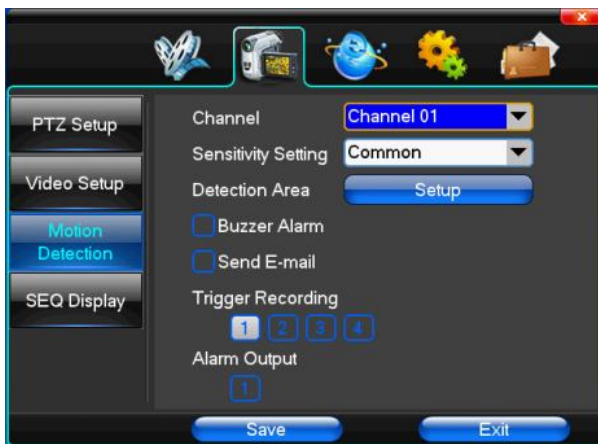 PTZ Setup
Video Setup
Motion
Detection
SEQ Display
Channel Channel 01
Sensitivity Setting Common
Detection Area Setup
Buzzer Alarm
Send E-mail
Trigger Recording
1 2 3 4
Alarm Output
1
Save Exit